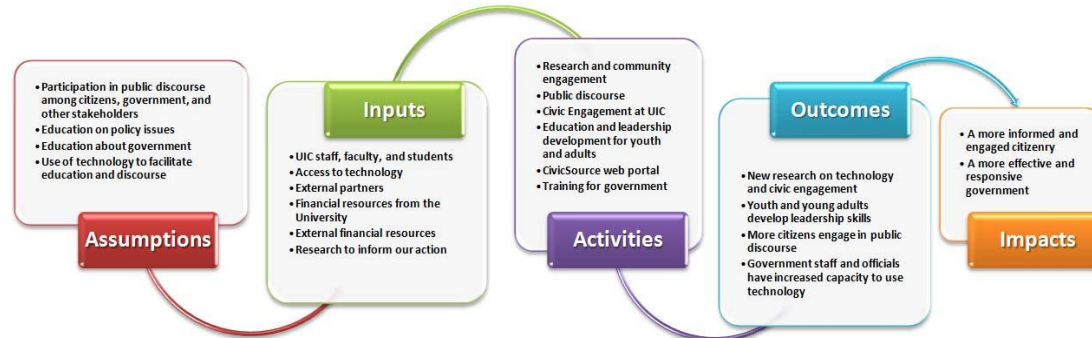 • Participation in public discourse
among citizens, government, and
other stakeholders
• Education on policy issues
• Education about government
• Use of technology to facilitate
education and discourse
Assumptions
Inputs
• UIC staff, faculty, and students
• Access to technology
• External partners
• Financial resources from the
University
• External financial resources
• Research to inform our action
• Research and community
engagement
• Public discourse
• Civic Engagement at UIC
• Education and leadership
development for youth and
adults
• CivicSource web portal
• Training for government
Activities
Outcomes
• New research on technology
and civic engagement
• Youth and young adults
develop leadership skills
• More citizens engage in public
discourse
• Government staff and officials
have increased capacity to use
technology
• A more informed and
engaged citizenry
• A more effective and
responsive
government
Impacts